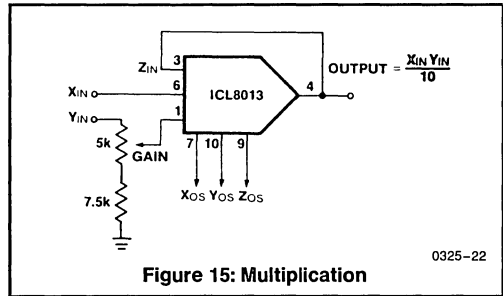 3
ZIN
XIN
6
ICL8013
4
OUTPUT = XIN YIN
10
YIN
1
5k
GAIN
7 10 9
XOS YOS ZOS
7.5k
0325-22
Figure 15: Multiplication